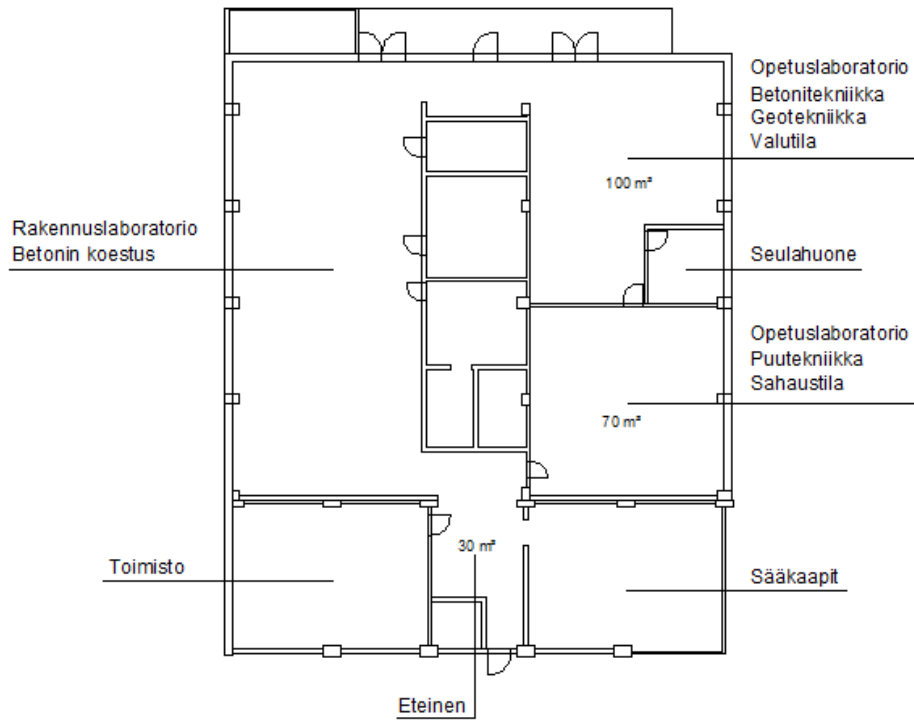 Opetuslaboratorio
Betonitekniikka
Geotekniikka
Valutila
100 m²
Rakennuslaboratorio
Betonin koestus
Seulahuone
Opetuslaboratorio
Puutekniikka
Sahaustila
70 m²
30 m²
Toimisto
Sääkaapit
Eteinen